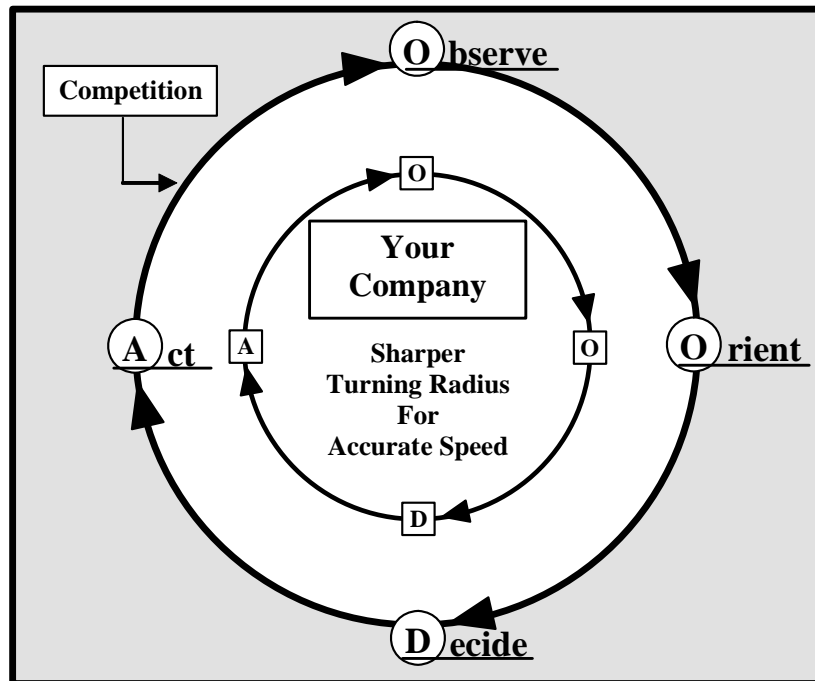 Observe
Competition
O
Your
Company
Act
A
Sharper
Turning Radius
For
Accurate Speed
O
Orient
D
Decide